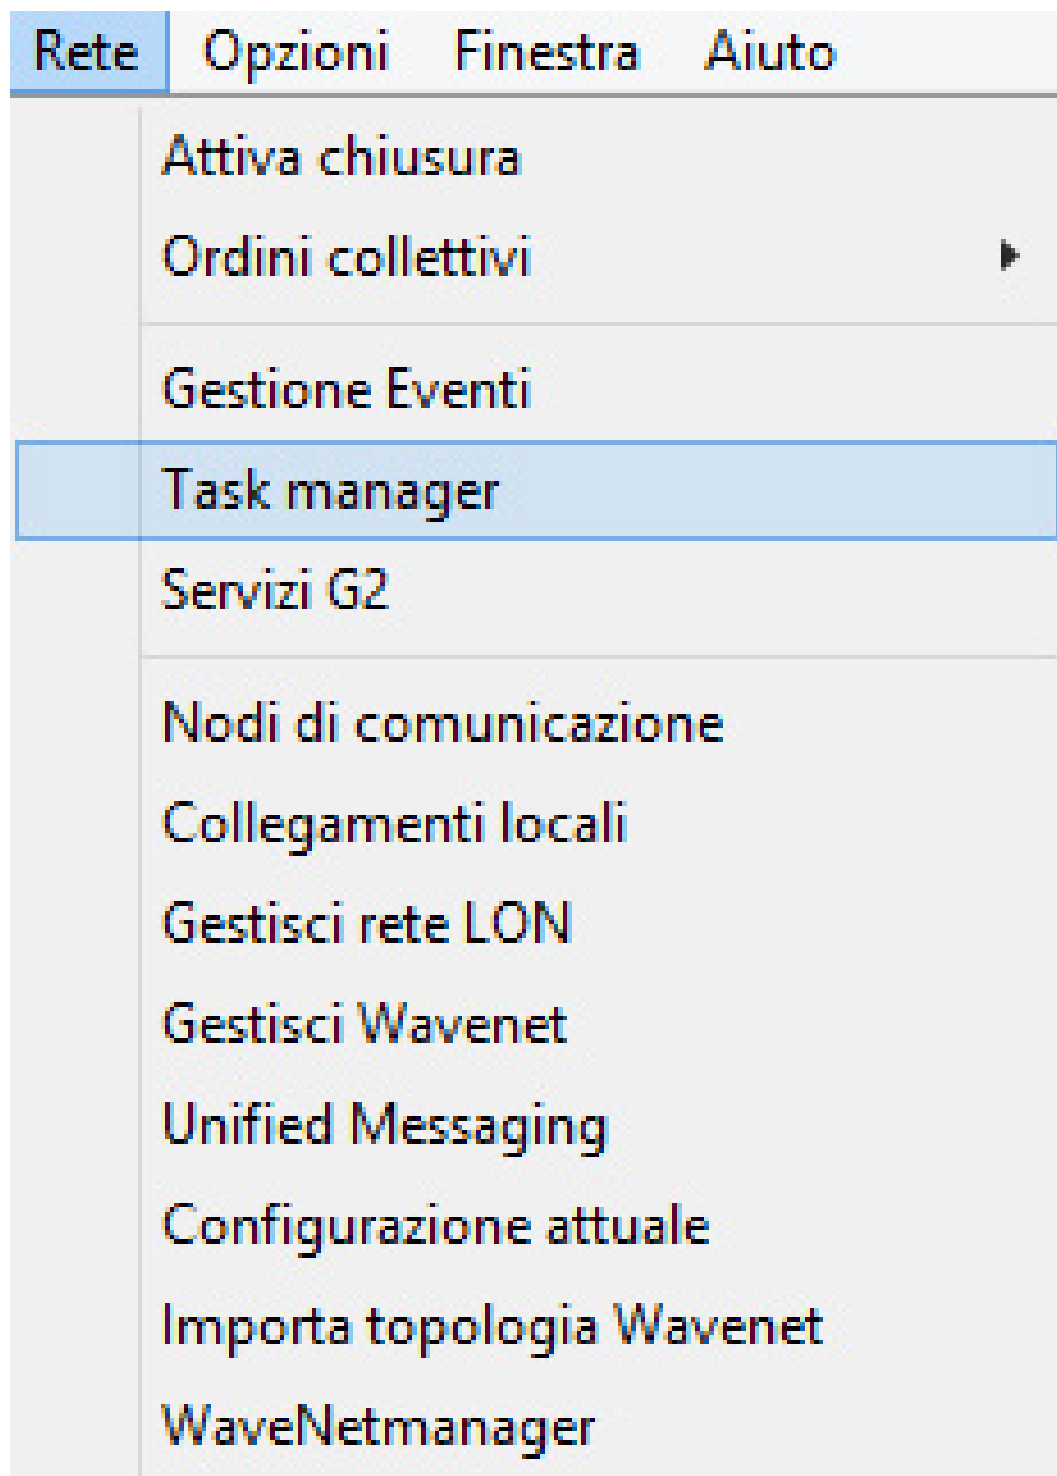 Rete Opzioni Finestra Aiuto
Attiva chiusura
Ordini collettivi
Gestione Eventi
Task manager
Servizi G2
Nodi di comunicazione
Collegamenti locali
Gestisci rete LON
Gestisci Wavenet
Unified Messaging
Configurazione attuale
Importa topologia Wavenet
WaveNetmanager